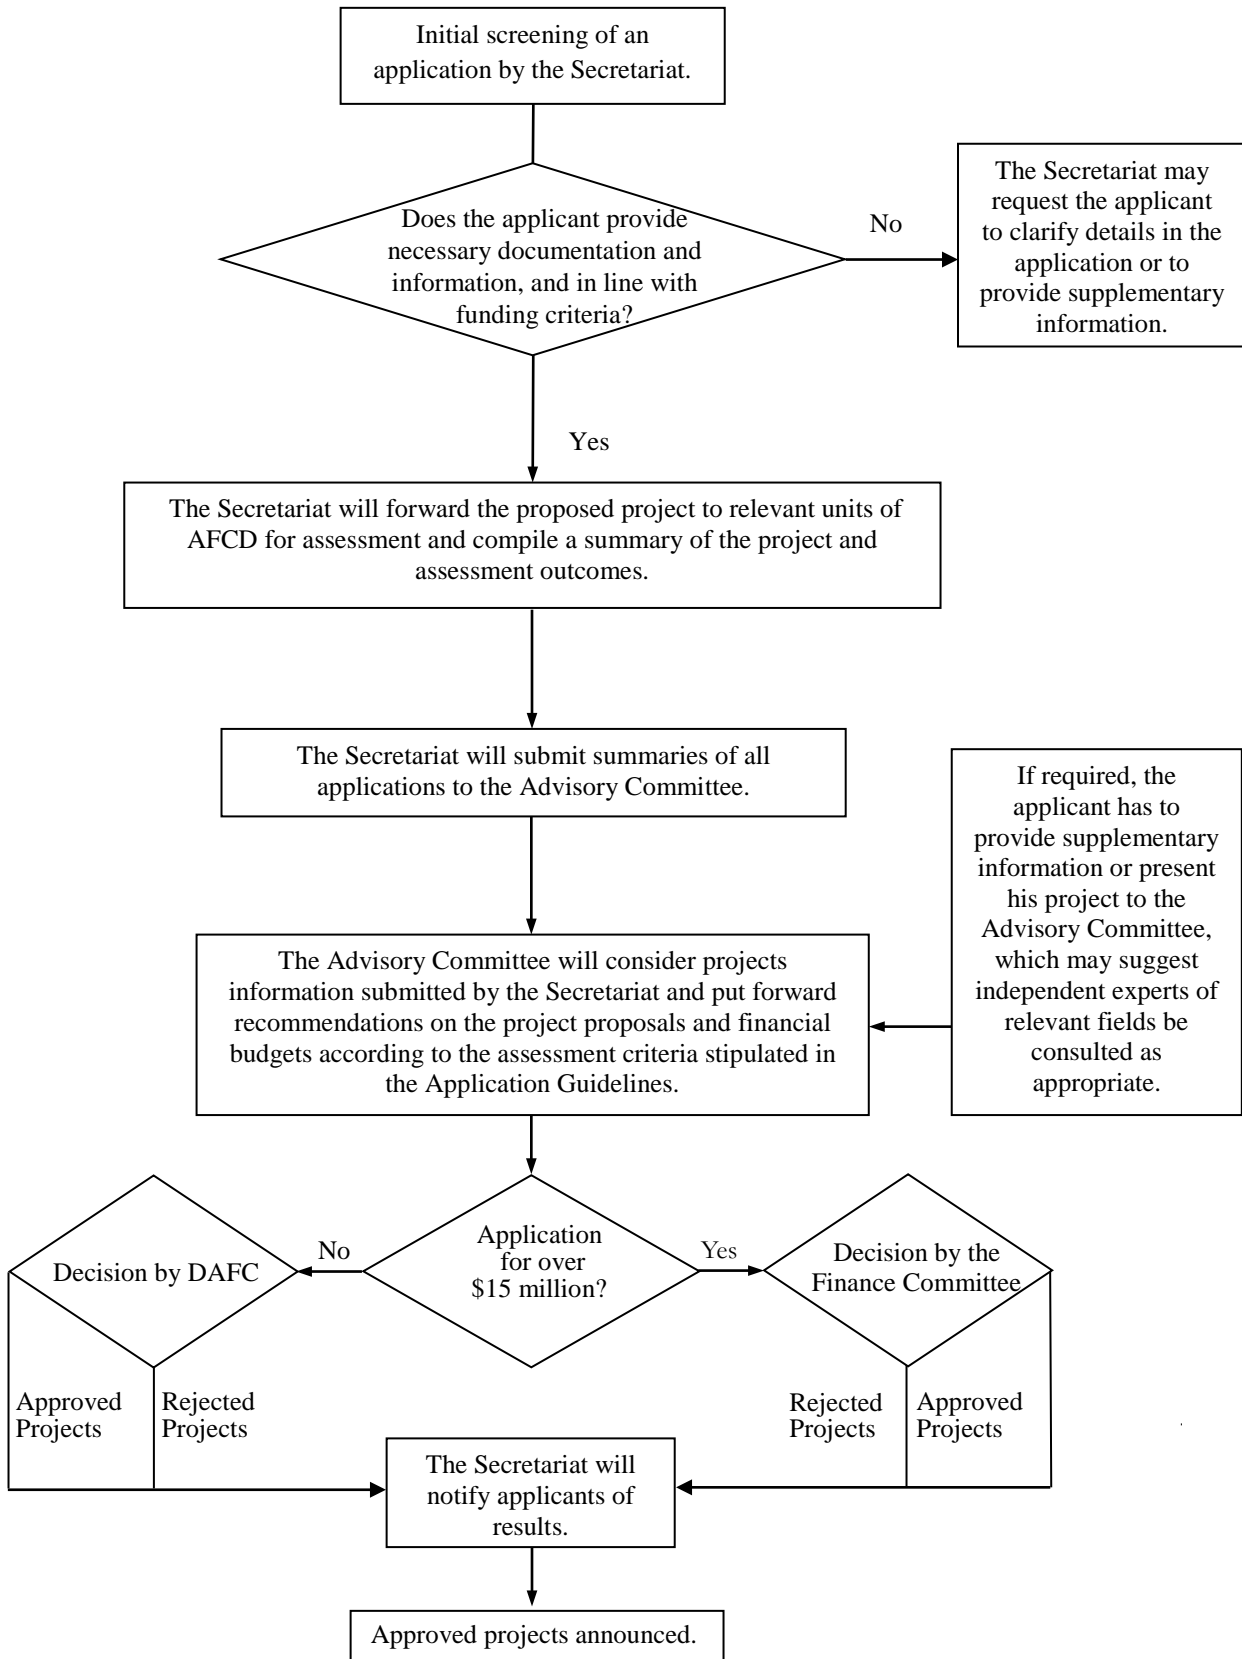 Initial screening of an
application by the Secretariat.
Does the applicant provide
necessary documentation and
information, and in line with
funding criteria?
No
The Secretariat may
request the applicant
to clarify details in the
application or to
provide supplementary
information.
Yes
The Secretariat will forward the proposed project to relevant units of
AFCD for assessment and compile a summary of the project and
assessment outcomes.
The Secretariat will submit summaries of all
applications to the Advisory Committee.
If required, the
applicant has to
provide supplementary
information or present
his project to the
Advisory Committee,
which may suggest
independent experts of
relevant fields be
consulted as
appropriate.
The Advisory Committee will consider projects
information submitted by the Secretariat and put forward
recommendations on the project proposals and financial
budgets according to the assessment criteria stipulated in
the Application Guidelines.
Decision by DAFC
No
Application
for over
$15 million?
Yes
Decision by the
Finance Committee
Approved
Projects
Rejected
Projects
Rejected
Projects
Approved
Projects
The Secretariat will
notify applicants of
results.
Approved projects announced.